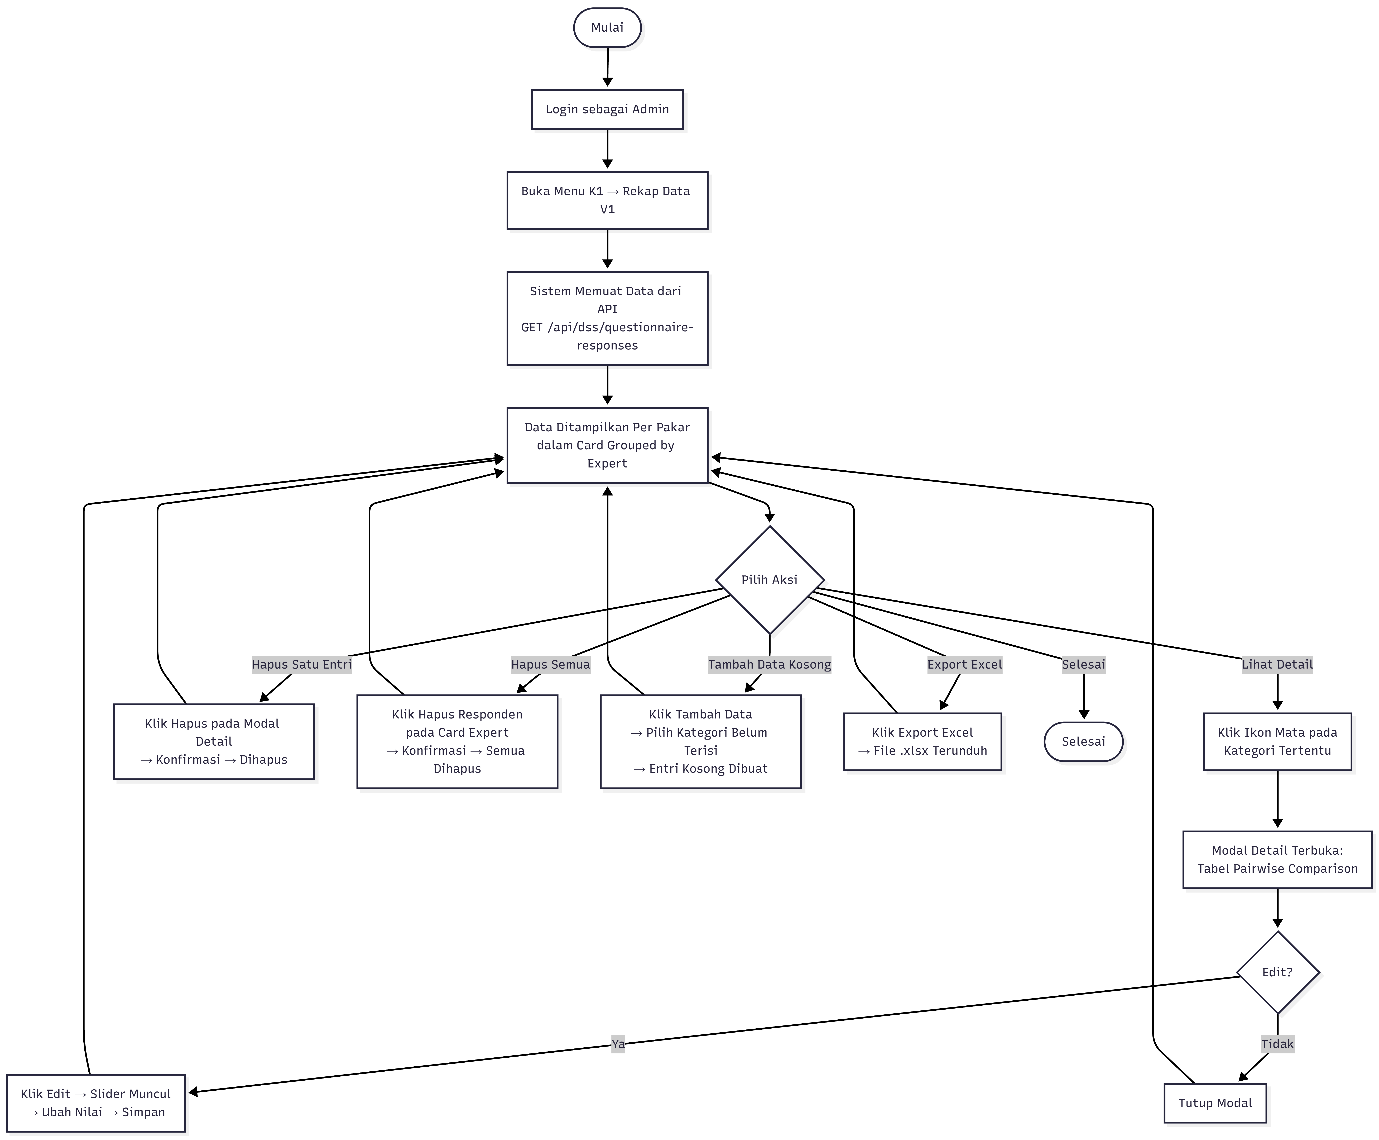 Mulai
Login sebagai Admin
Buka Menu K1 → Rekap Data
V1
Sistem Memuat Data dari
API
GET /api/dss/questionnaire-
responses
Data Ditampilkan Per Pakar
dalam Card Grouped by
Expert
Pilih Aksi
Hapus Satu Entri
Hapus Semua
Tambah Data Kosong
Export Excel
Selesai
Lihat Detail
Klik Hapus pada Modal
Detail
→ Konfirmasi → Dihapus
Klik Hapus Responden
pada Card Expert
→ Konfirmasi → Semua
Dihapus
Klik Tambah Data
→ Pilih Kategori Belum
Terisi
→ Entri Kosong Dibuat
Klik Export Excel
→ File .xlsx Terunduh
Selesai
Klik Ikon Mata pada
Kategori Tertentu
Modal Detail Terbuka:
Tabel Pairwise Comparison
Edit?
Ya
Tidak
Klik Edit → Slider Muncul
→ Ubah Nilai → Simpan
Tutup Modal